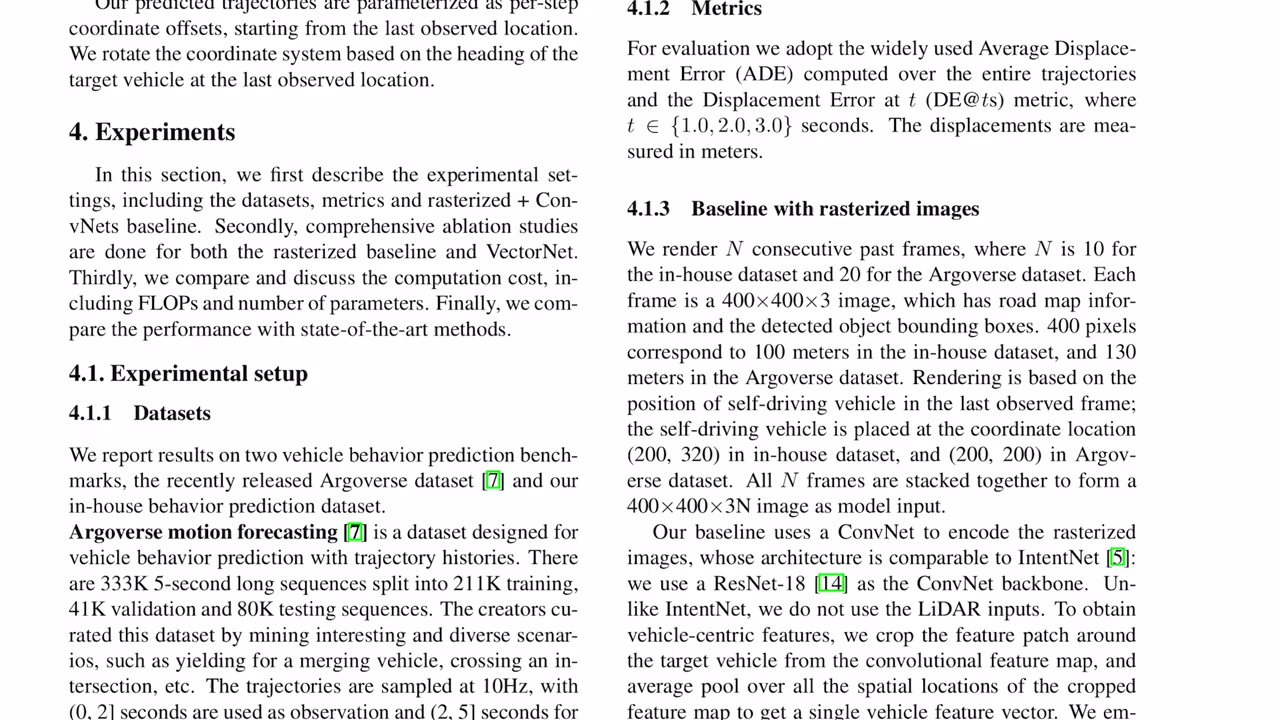 Our predicted trajectories are parameterized as per-step
coordinate offsets, starting from the last observed location.
We rotate the coordinate system based on the heading of the
target vehicle at the last observed location.
4. Experiments
In this section, we first describe the experimental set-
tings, including the datasets, metrics and rasterized + Con-
vNets baseline. Secondly, comprehensive ablation studies
are done for both the rasterized baseline and VectorNet.
Thirdly, we compare and discuss the computation cost, in-
cluding FLOPs and number of parameters. Finally, we com-
pare the performance with state-of-the-art methods.
4.1. Experimental setup
4.1.1 Datasets
We report results on two vehicle behavior prediction bench-
marks, the recently released Argoverse dataset [7] and our
in-house behavior prediction dataset.
Argoverse motion forecasting [7] is a dataset designed for
vehicle behavior prediction with trajectory histories. There
are 333K 5-second long sequences split into 211K training,
41K validation and 80K testing sequences. The creators cu-
rated this dataset by mining interesting and diverse scenar-
ios, such as yielding for a merging vehicle, crossing an in-
tersection, etc. The trajectories are sampled at 10Hz, with
(0, 2] seconds are used as observation and (2, 5] seconds for
4.1.2 Metrics
For evaluation we adopt the widely used Average Displace-
ment Error (ADE) computed over the entire trajectories
and the Displacement Error at t (DE@ts) metric, where
t ∈ {1.0, 2.0, 3.0} seconds. The displacements are mea-
sured in meters.
4.1.3 Baseline with rasterized images
We render N consecutive past frames, where N is 10 for
the in-house dataset and 20 for the Argoverse dataset. Each
frame is a 400×400×3 image, which has road map infor-
mation and the detected object bounding boxes. 400 pixels
correspond to 100 meters in the in-house dataset, and 130
meters in the Argoverse dataset. Rendering is based on the
position of self-driving vehicle in the last observed frame;
the self-driving vehicle is placed at the coordinate location
(200, 320) in in-house dataset, and (200, 200) in Argov-
erse dataset. All N frames are stacked together to form a
400×400×3N image as model input.
Our baseline uses a ConvNet to encode the rasterized
images, whose architecture is comparable to IntentNet [5]:
we use a ResNet-18 [14] as the ConvNet backbone. Un-
like IntentNet, we do not use the LiDAR inputs. To obtain
vehicle-centric features, we crop the feature patch around
the target vehicle from the convolutional feature map, and
average pool over all the spatial locations of the cropped
feature map to get a single vehicle feature vector. We em-